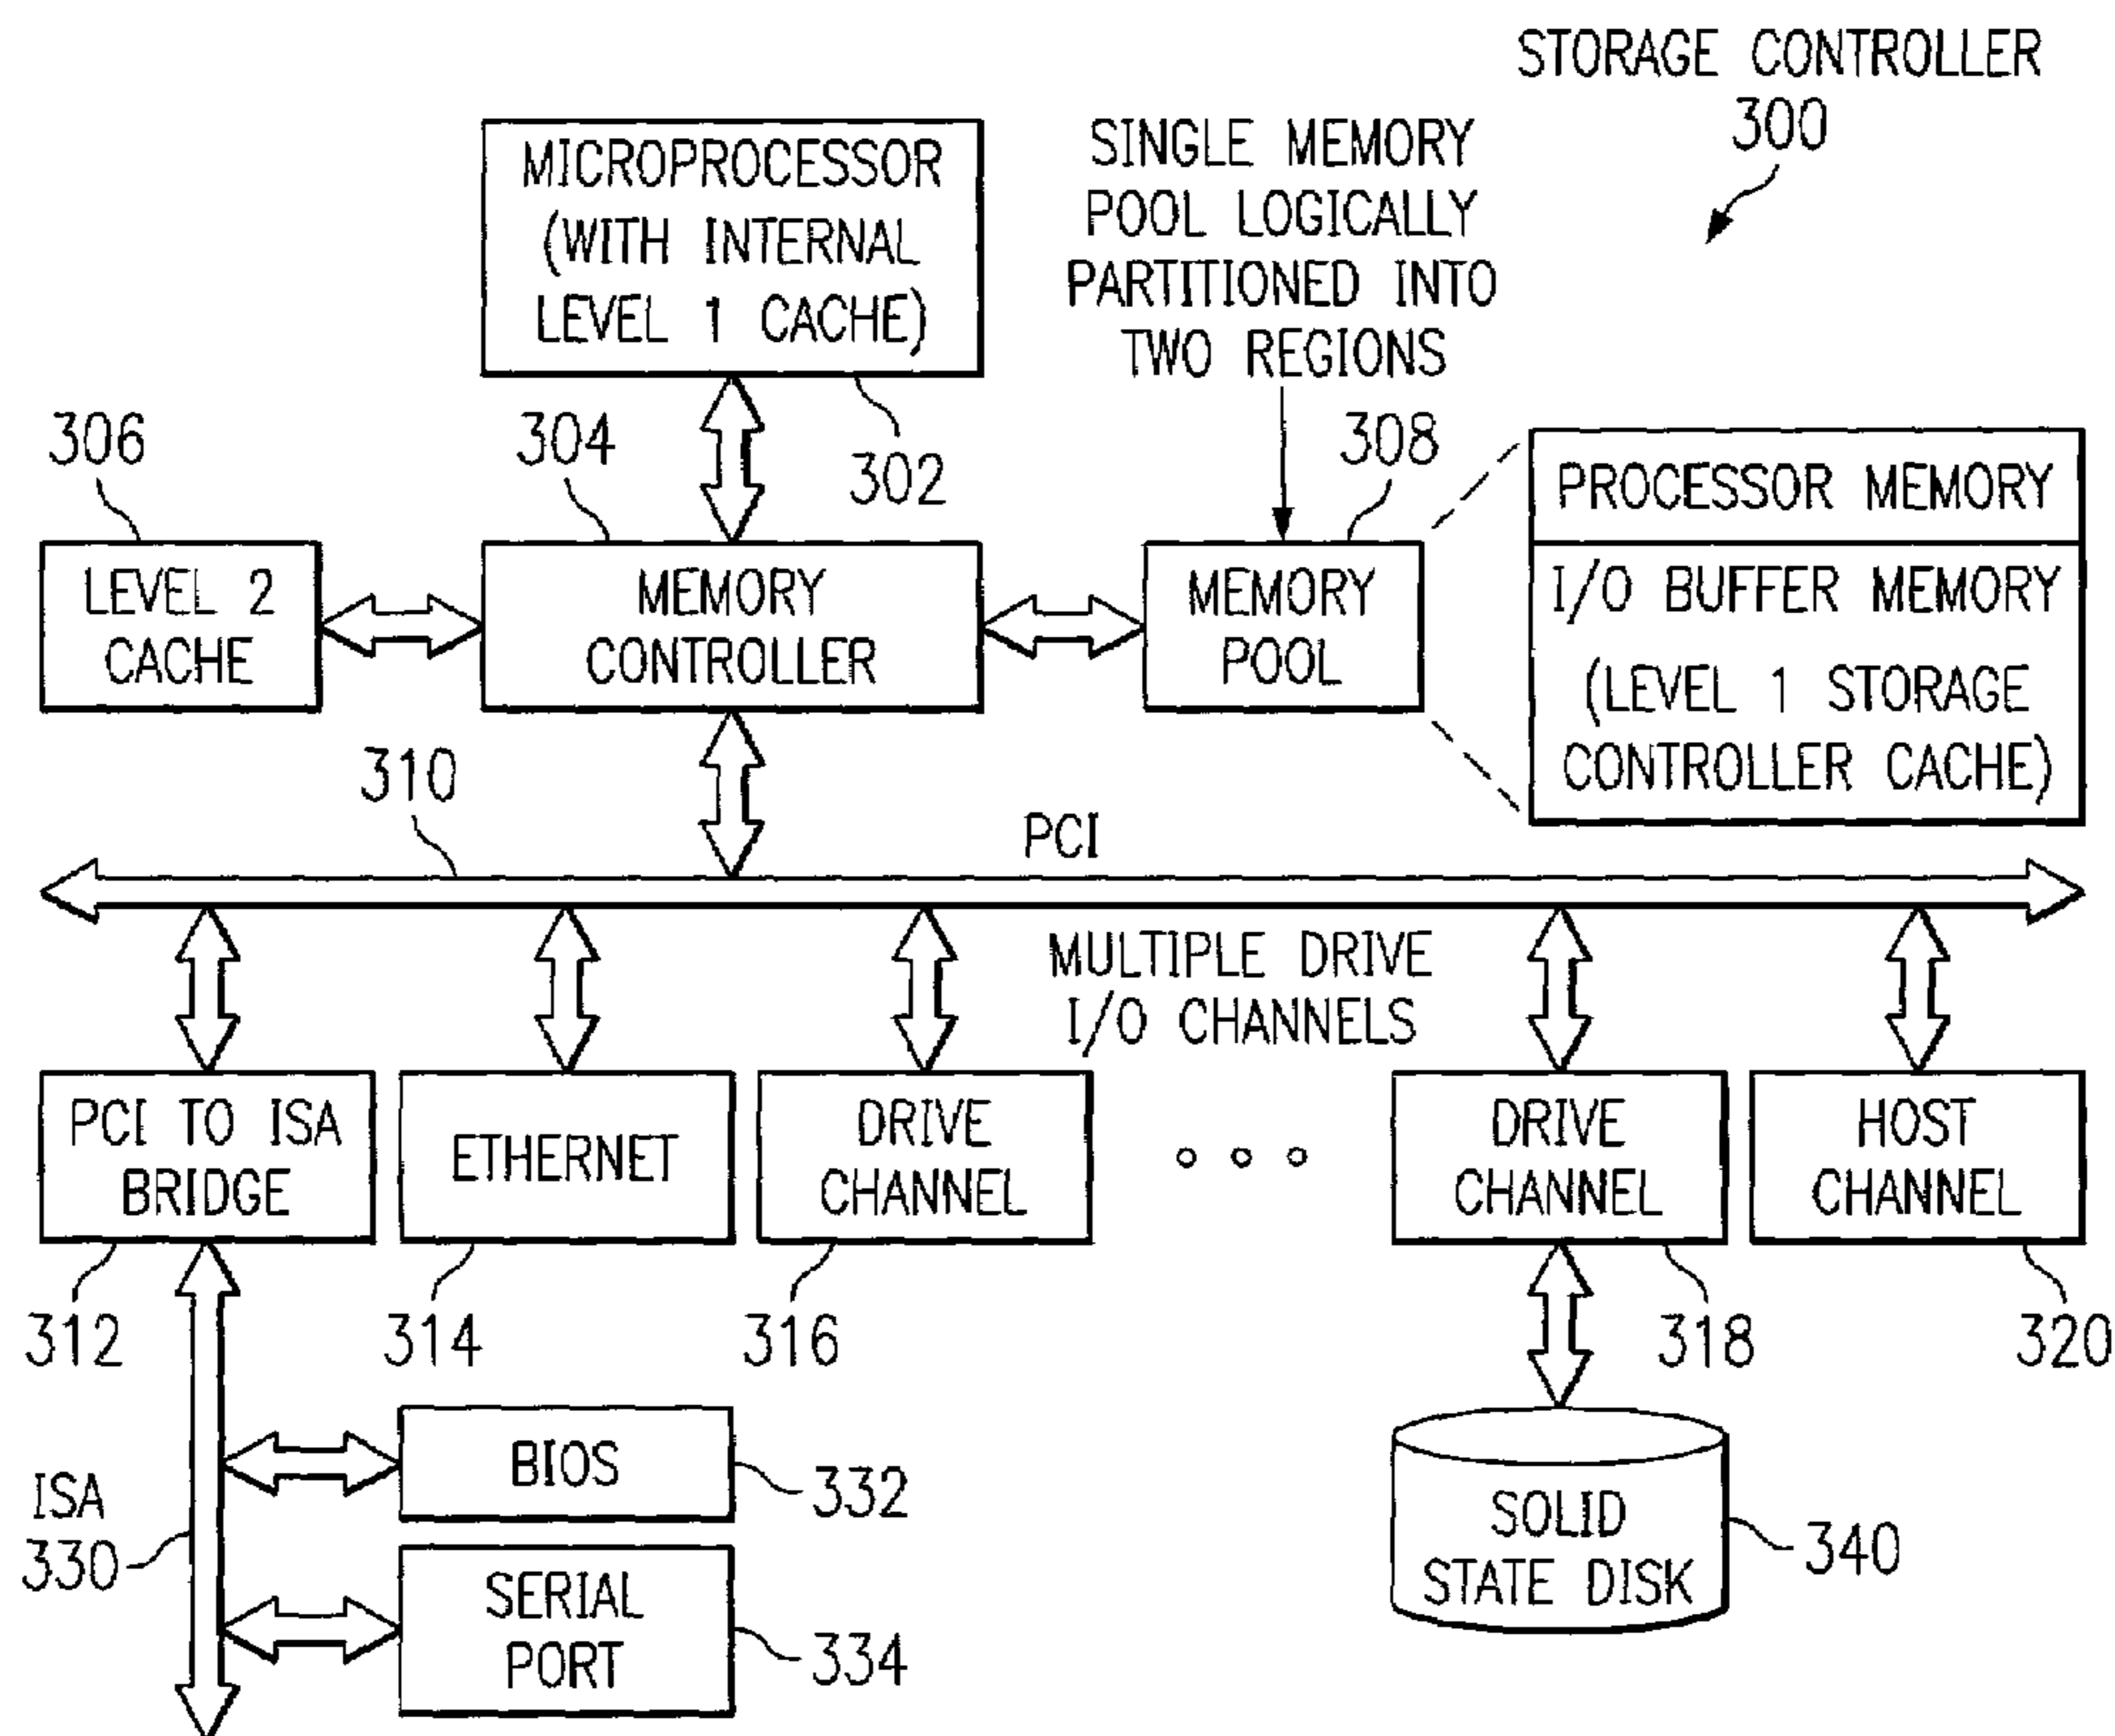 STORAGE CONTROLLER
300
MICROPROCESSOR
(WITH INTERNAL
LEVEL 1 CACHE)
SINGLE MEMORY
POOL LOGICALLY
PARTITIONED INTO
TWO REGIONS
306
304
302
308
LEVEL 2
CACHE
MEMORY
CONTROLLER
MEMORY
POOL
PROCESSOR MEMORY
I/O BUFFER MEMORY
(LEVEL 1 STORAGE
CONTROLLER CACHE)
310
PCI
MULTIPLE DRIVE
I/O CHANNELS
PCI TO ISA
BRIDGE
ETHERNET
DRIVE
CHANNEL
DRIVE
CHANNEL
HOST
CHANNEL
312
314
316
318
320
ISA
330
BIOS
332
SERIAL
PORT
334
SOLID
STATE DISK
340